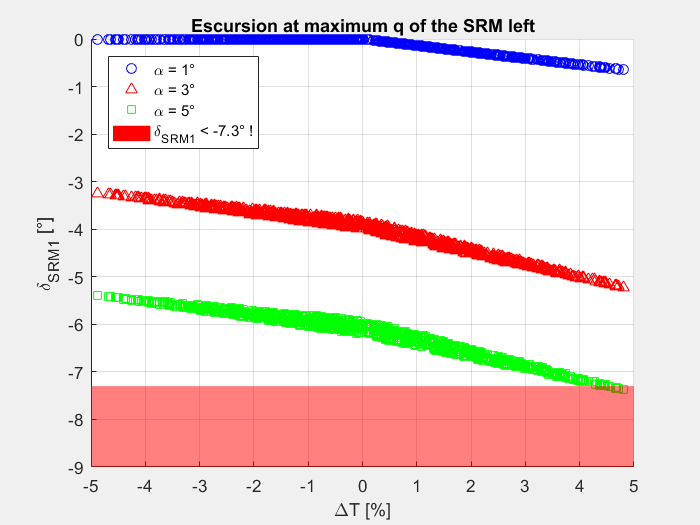 Escursion at maximum q of the SRM left
α = 1°
α = 3°
α = 5°
δSRM1 < -7.3° !
δSRM1 [°]
0
-1
-2
-3
-4
-5
-6
-7
-8
-9
-5 -4 -3 -2 -1 0 1 2 3 4 5
ΔT [%]